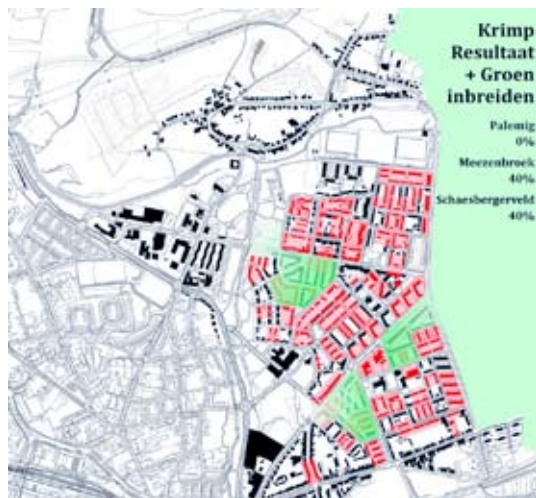 Krimp
Resultaat
+ Groen
inbreiden
Palemig
0%
Meezenbroek
40%
Schaesbergerveld
40%